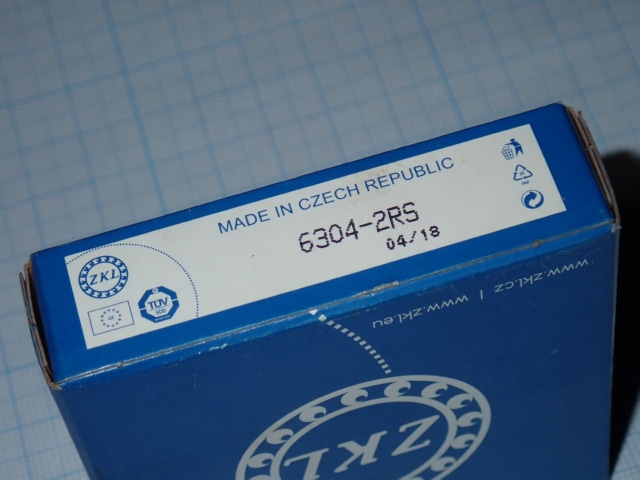 MADE IN CZECH REPUBLIC
6304-2RS
04/18
ZKL
TÜV
www.zkl.cz | www.zkl.eu
ZKL